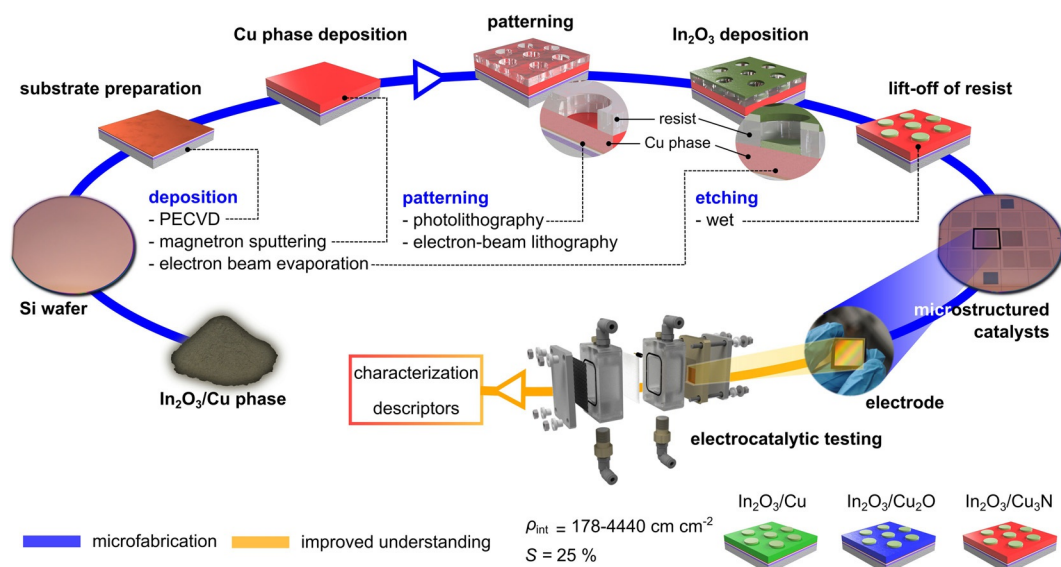 patterning
Cu phase deposition
In₂O₃ deposition
substrate preparation
lift-off of resist
resist
Cu phase
deposition
- PECVD
- magnetron sputtering
- electron beam evaporation
patterning
- photolithography
- electron-beam lithography
etching
- wet
Si wafer
microstructured
catalysts
In₂O₃/Cu phase
characterization
descriptors
electrode
electrocatalytic testing
In₂O₃/Cu
In₂O₃/Cu₂O
In₂O₃/Cu₃N
ρint = 178-4440 cm cm⁻²
S = 25 %
microfabrication
improved understanding